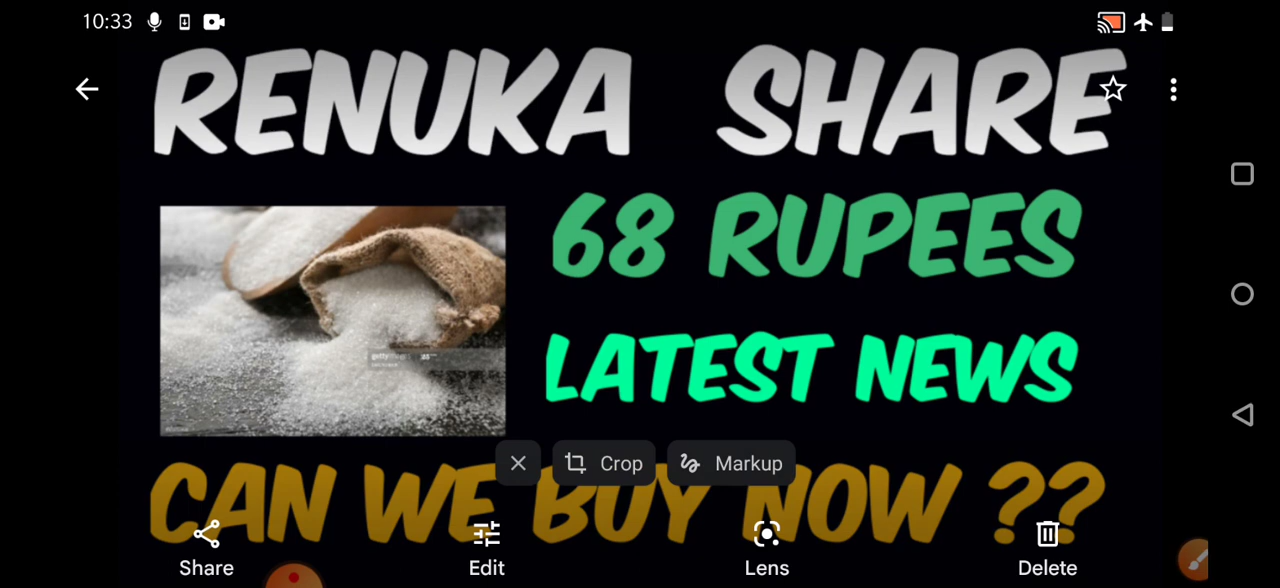 10:33
RENUKA SHARE
68 RUPEES
LATEST NEWS
Crop Markup
CAN WE BUY NOW ??
Share Edit Lens Delete